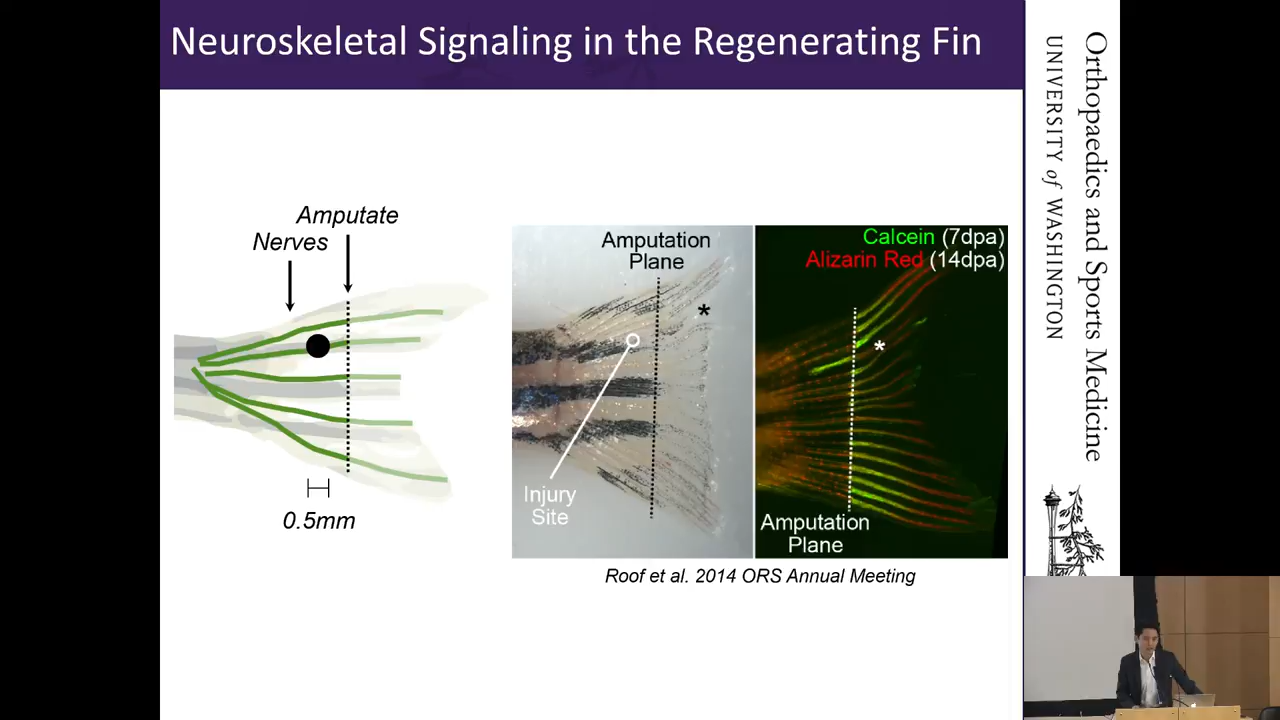 Neuroskeletal Signaling in the Regenerating Fin
Amputate
Nerves
0.5mm
Amputation
Plane
*
Injury
Site
Calcein (7dpa)
Alizarin Red (14dpa)
*
Amputation
Plane
Roof et al. 2014 ORS Annual Meeting
Orthopaedics and Sports Medicine
UNIVERSITY of WASHINGTON